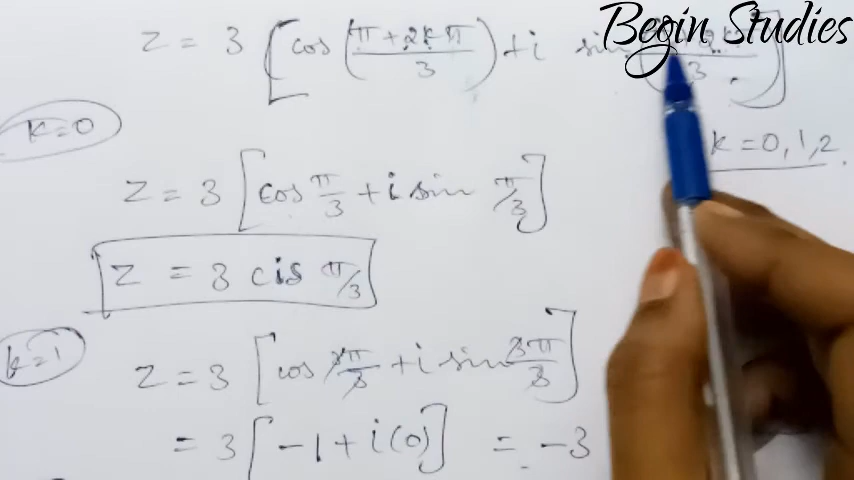 Begin Studies
z = 3 [cos (π + 2kπ / 3) + i sin ( / 3)]
k = 0, 1, 2.
k=0
z = 3 [cos π/3 + i sin π/3]
z = 3 cis π/3
k=1
z = 3 [cos 3π/3 + i sin 3π/3]
= 3 [-1 + i(0)] = -3